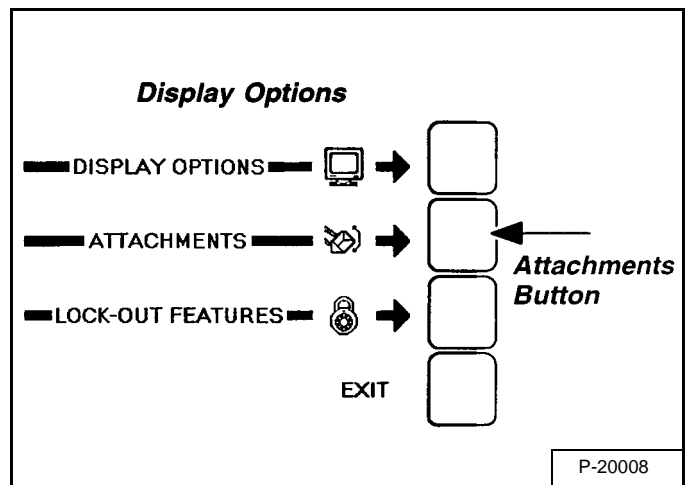 Display Options
DISPLAY OPTIONS
ATTACHMENTS
Attachments
Button
LOCK-OUT FEATURES
EXIT
P-20008